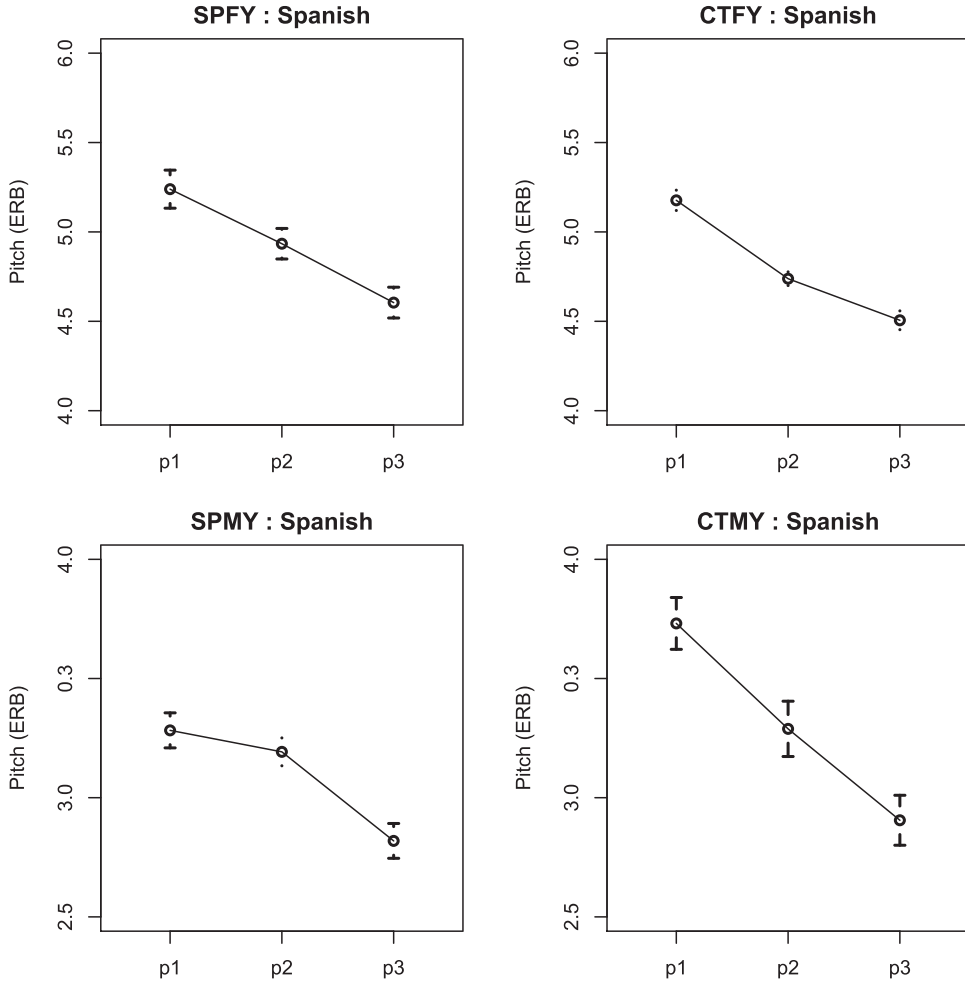 SPFY : Spanish
6.0
5.5
5.0
4.5
4.0
Pitch (ERB)
p1 p2 p3
CTFY : Spanish
6.0
5.5
5.0
4.5
4.0
Pitch (ERB)
p1 p2 p3
SPMY : Spanish
4.0
0.3
3.0
2.5
Pitch (ERB)
p1 p2 p3
CTMY : Spanish
4.0
0.3
3.0
2.5
Pitch (ERB)
p1 p2 p3